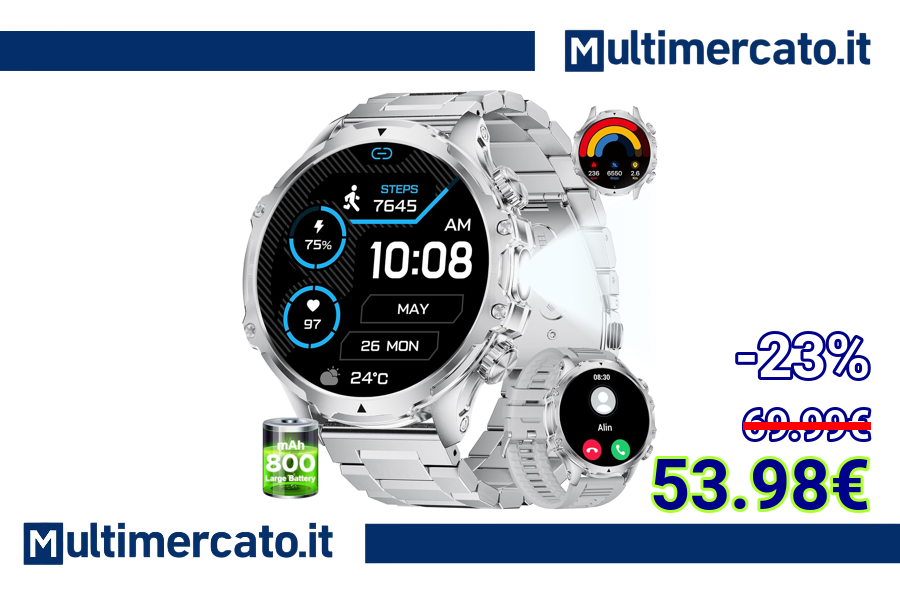 Multimercato.it
STEPS
7645
75%
AM
10:08
97
MAY
26 MON
24°C
236
6550
2.6
08:30
Alin
mAh
800
Large Battery
-23%
69.99€
53.98€
Multimercato.it